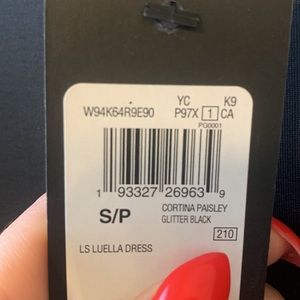 W94K64R9E90 YC K9
P97X 1 CA
PG0001
1 93327 26963 9
S/P CORTINA PAISLEY
GLITTER BLACK
210
LS LUELLA DRESS